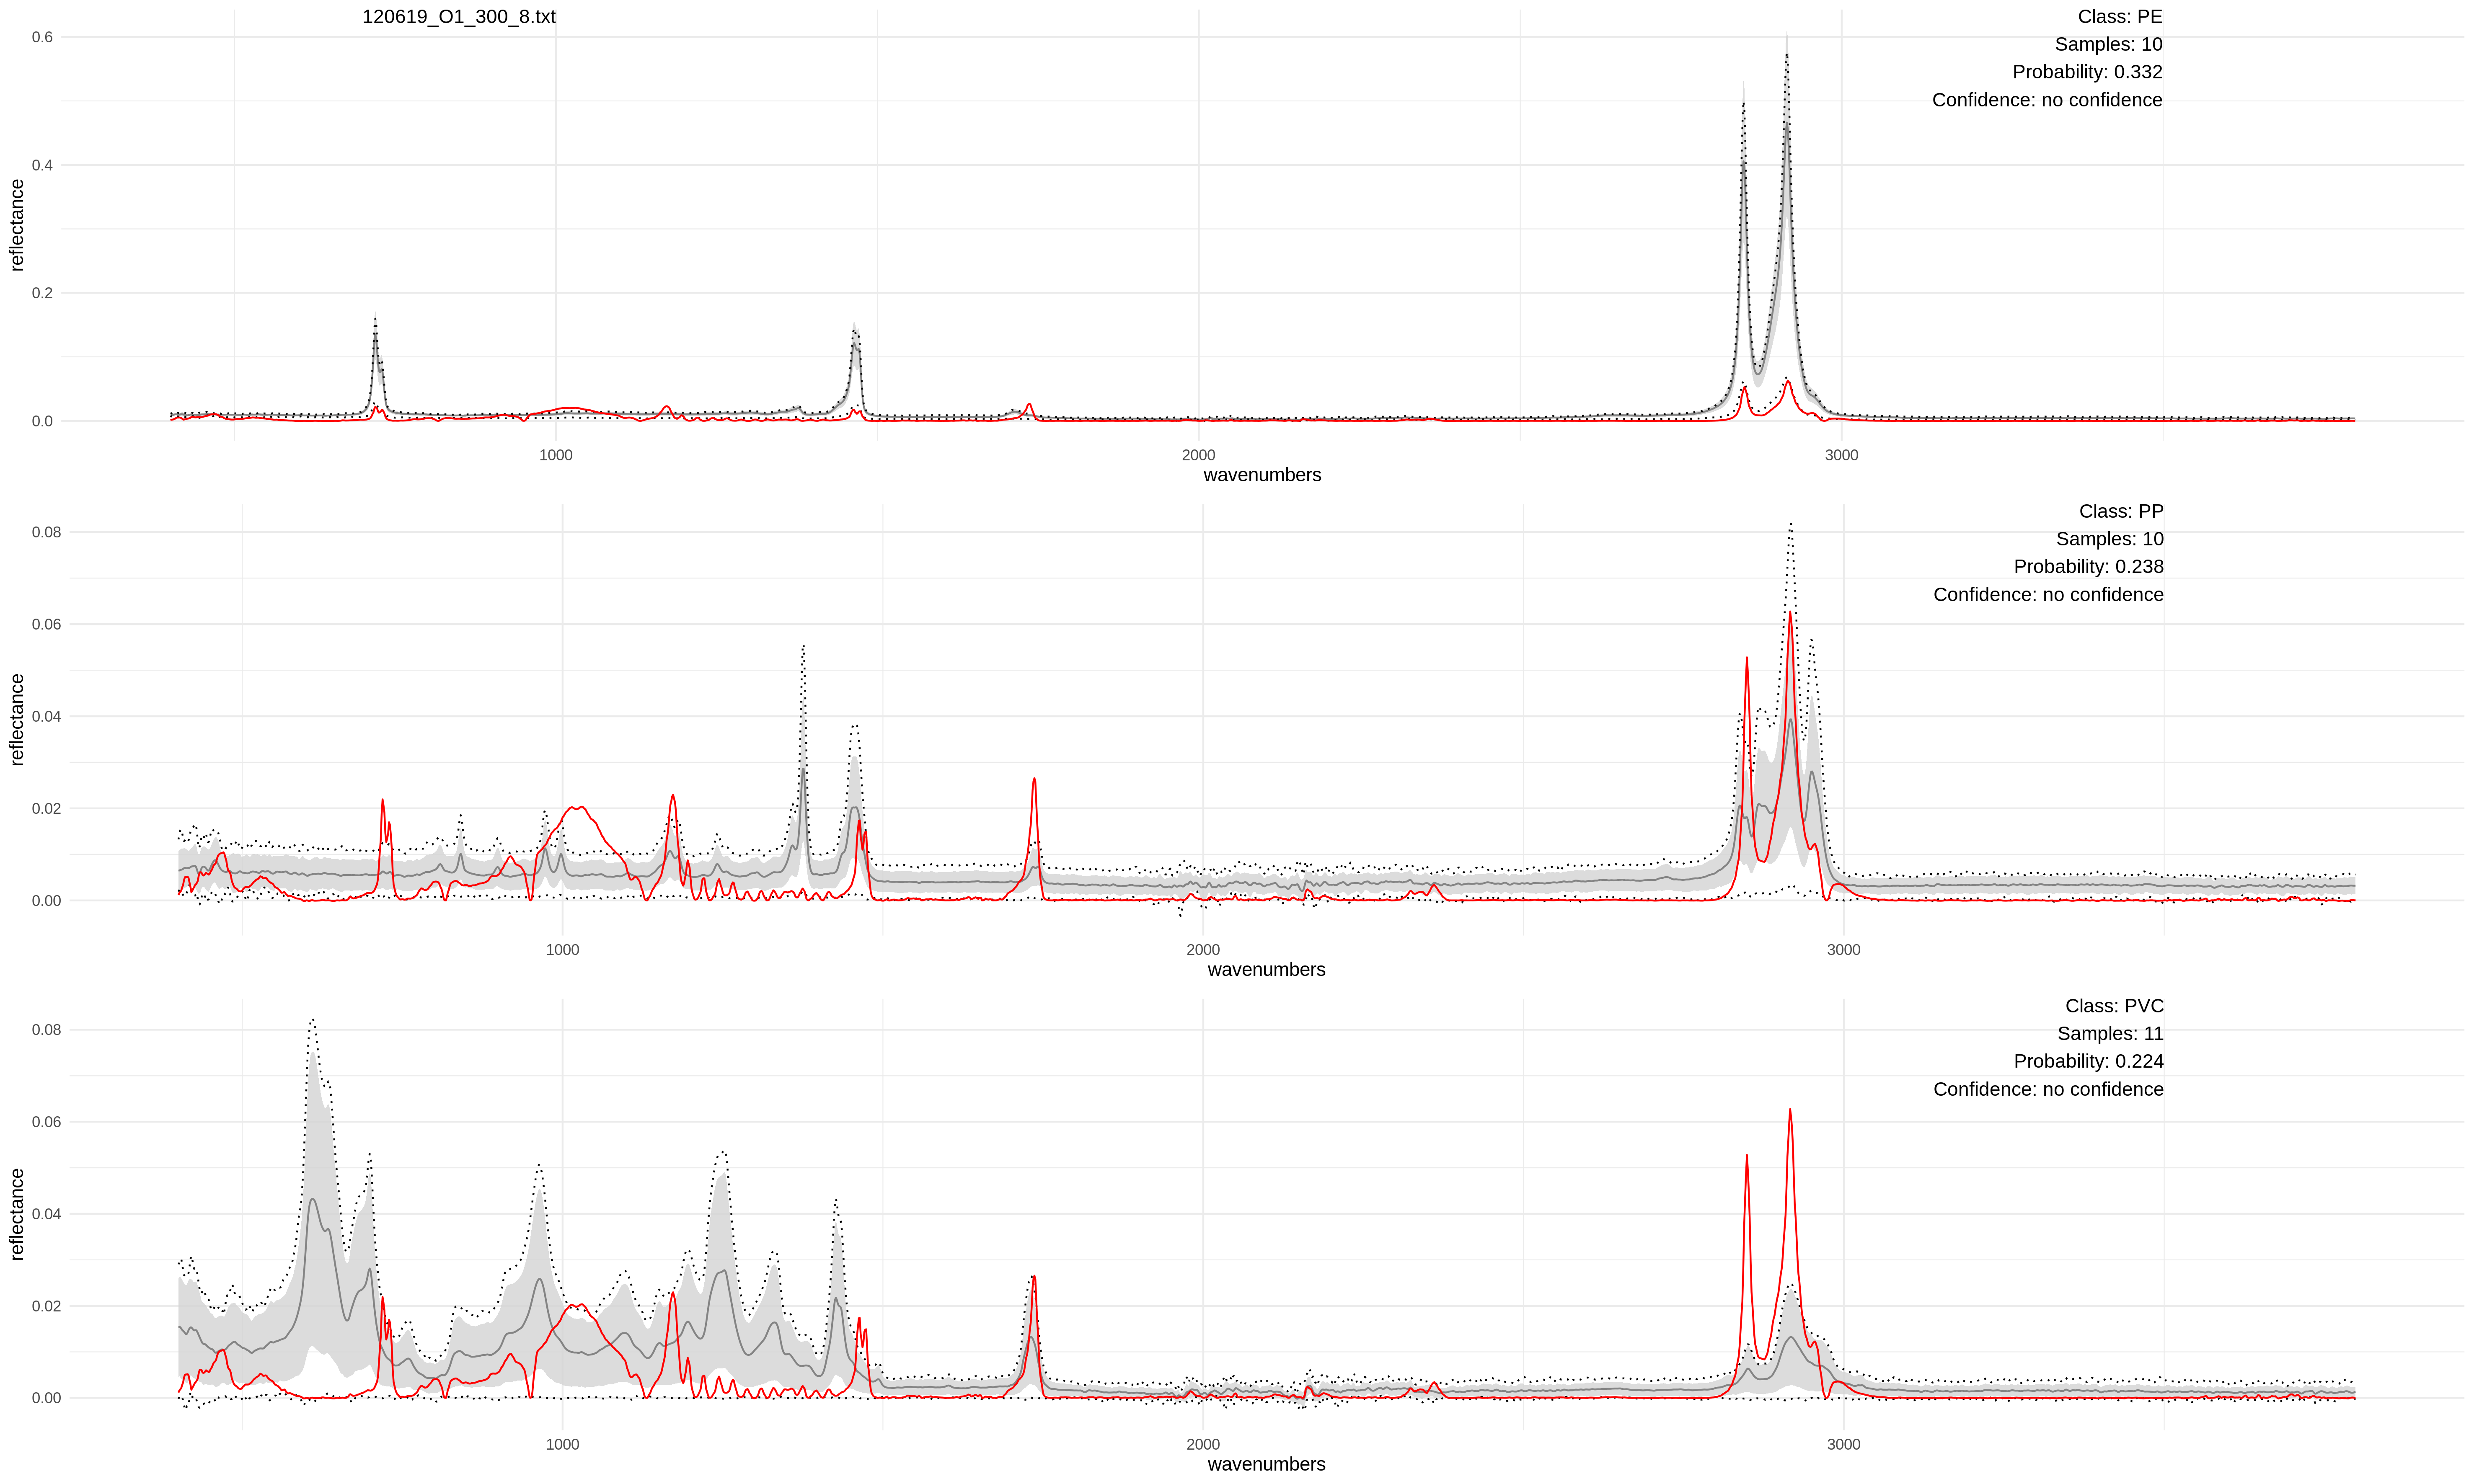 120619_O1_300_8.txt
Class: PE
Samples: 10
Probability: 0.332
Confidence: no confidence
reflectance
0.6
0.4
0.2
0.0
1000 2000 3000
wavenumbers
Class: PP
Samples: 10
Probability: 0.238
Confidence: no confidence
reflectance
0.08
0.06
0.04
0.02
0.00
1000 2000 3000
wavenumbers
Class: PVC
Samples: 11
Probability: 0.224
Confidence: no confidence
reflectance
0.08
0.06
0.04
0.02
0.00
1000 2000 3000
wavenumbers